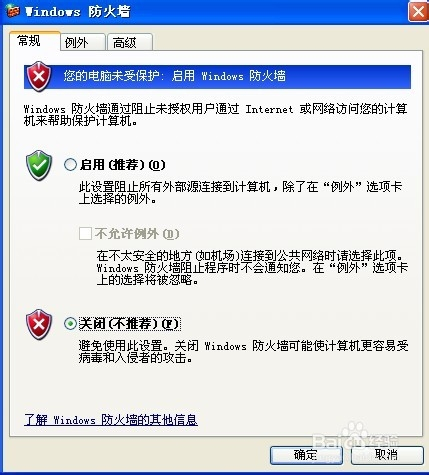 Windows 防火墙
常规
例外
高级
您的电脑未受保护: 启用 Windows 防火墙
Windows 防火墙通过阻止未授权用户通过 Internet 或网络访问您的计算
机来帮助保护计算机。
启用(推荐)(O)
此设置阻止所有外部源连接到计算机，除了在“例外”选项卡
上选择的例外。
不允许例外(D)
在不太安全的地方(如机场)连接到公共网络时请选择此项。
Windows 防火墙阻止程序时不会通知您。在“例外”选项卡
上的选择将被忽略。
关闭(不推荐)(F)
避免使用此设置。关闭 Windows 防火墙可能使计算机更容易受
病毒和入侵者的攻击。
了解 Windows 防火墙的其他信息
确定
取消
Baidu经验